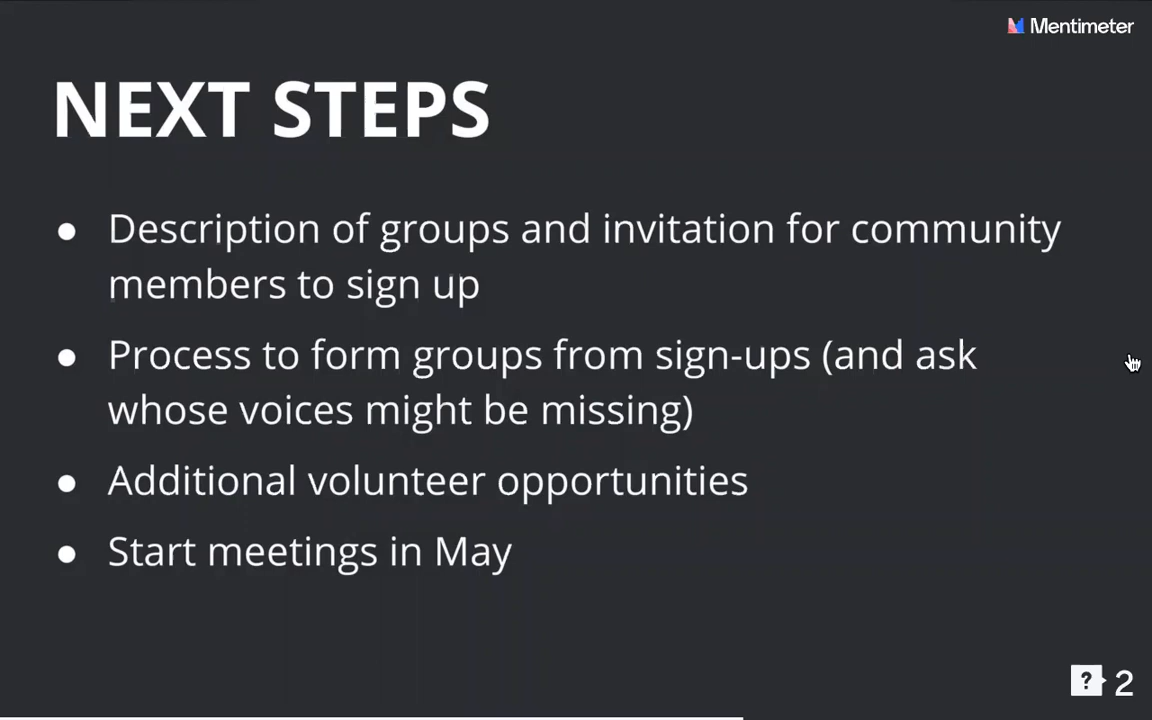 Mentimeter
NEXT STEPS
● Description of groups and invitation for community
members to sign up
● Process to form groups from sign-ups (and ask
whose voices might be missing)
● Additional volunteer opportunities
● Start meetings in May
? 2